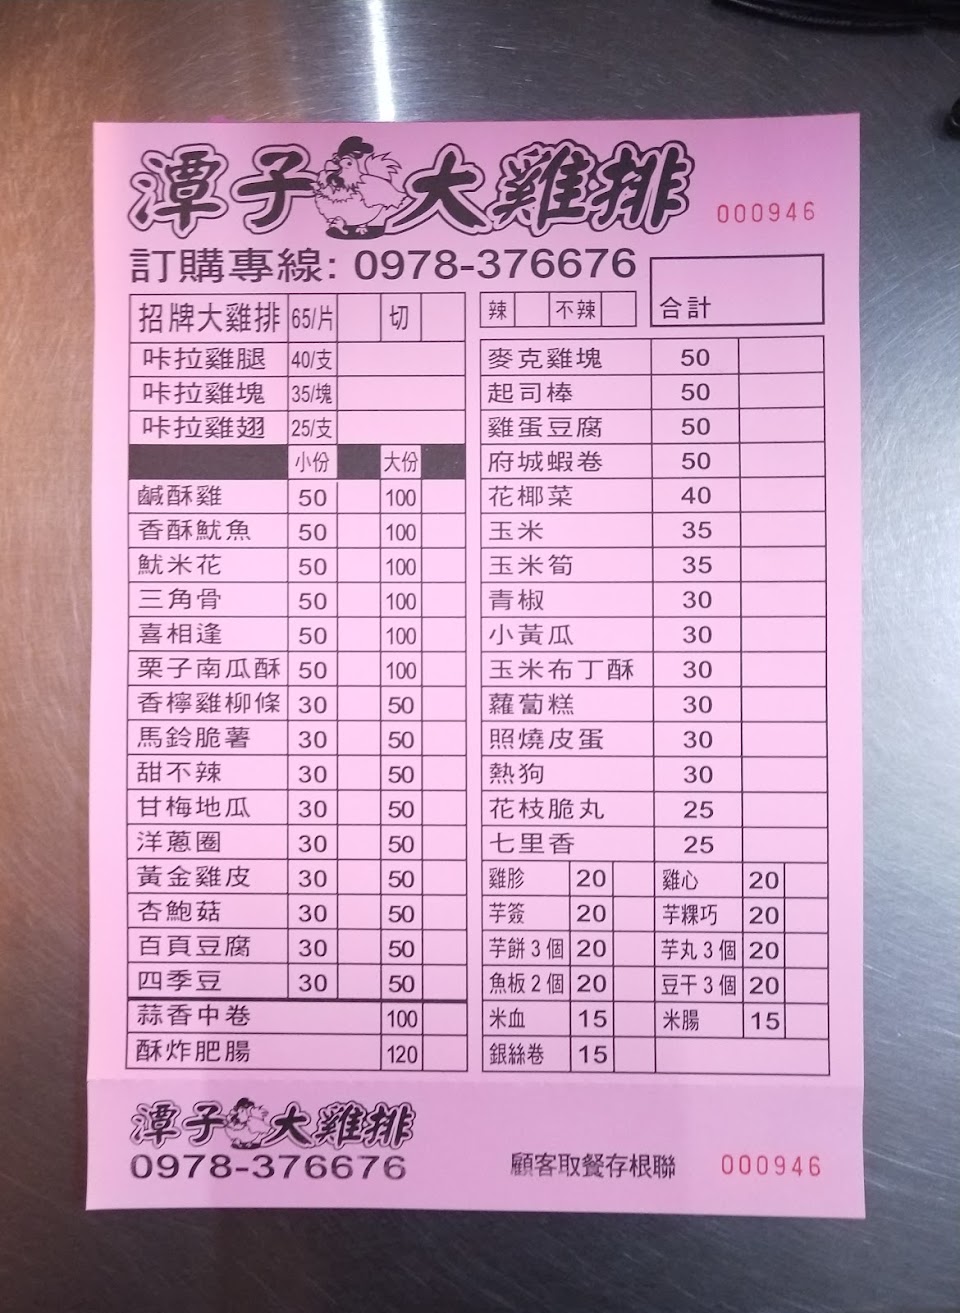 潭子大雞排
000946
訂購專線: 0978-376676
招牌大雞排 65/片 切
咔拉雞腿 40/支
咔拉雞塊 35/塊
咔拉雞翅 25/支
小份 大份
鹹酥雞 50 100
香酥魷魚 50 100
魷米花 50 100
三角骨 50 100
喜相逢 50 100
栗子南瓜酥 50 100
香檸雞柳條 30 50
馬鈴脆薯 30 50
甜不辣 30 50
甘梅地瓜 30 50
洋蔥圈 30 50
黃金雞皮 30 50
杏鮑菇 30 50
百頁豆腐 30 50
四季豆 30 50
蒜香中卷 100
酥炸肥腸 120
辣 不辣
合計
麥克雞塊 50
起司棒 50
雞蛋豆腐 50
府城蝦卷 50
花椰菜 40
玉米 35
玉米筍 35
青椒 30
小黃瓜 30
玉米布丁酥 30
蘿蔔糕 30
照燒皮蛋 30
熱狗 30
花枝脆丸 25
七里香 25
雞胗 20 雞心 20
芋簽 20 芋粿巧 20
芋餅3個 20 芋丸3個 20
魚板2個 20 豆干3個 20
米血 15 米腸 15
銀絲卷 15
潭子大雞排
0978-376676
顧客取餐存根聯
000946